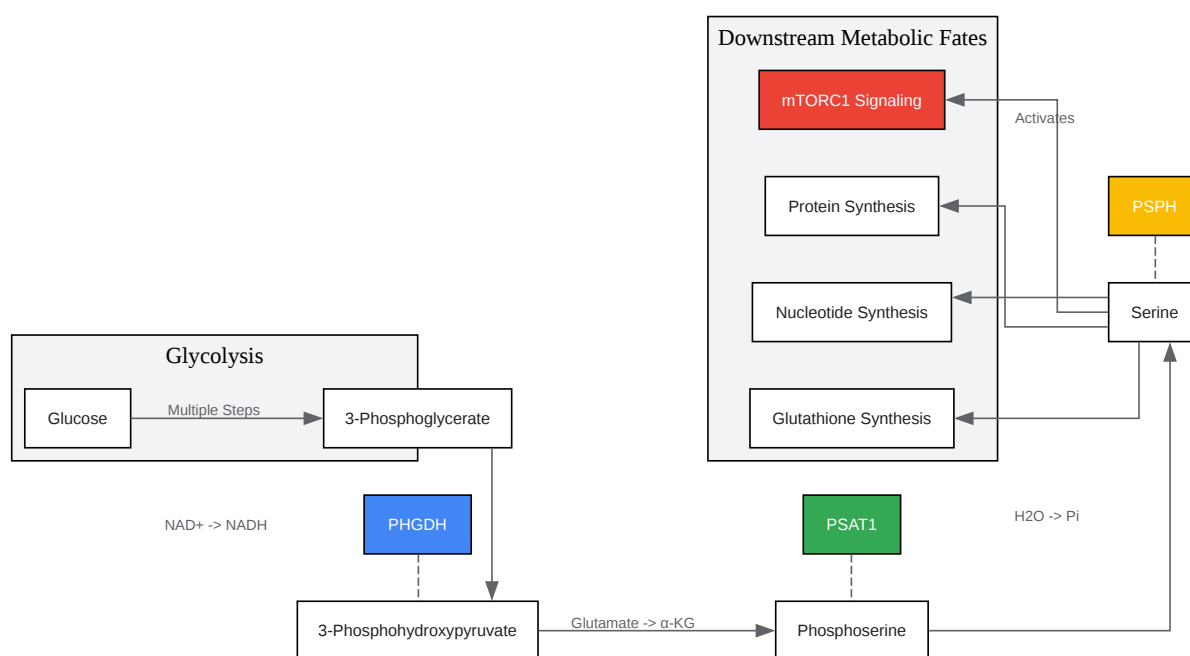 Downstream Metabolic Fates
mTORC1 Signaling
Activates
Protein Synthesis
PSPH
Nucleotide Synthesis
Serine
Glycolysis
Glucose
Multiple Steps
3-Phosphoglycerate
Glutathione Synthesis
NAD+ -> NADH
PHGDH
PSAT1
H2O -> Pi
3-Phosphohydroxypyruvate
Glutamate -> α-KG
Phosphoserine